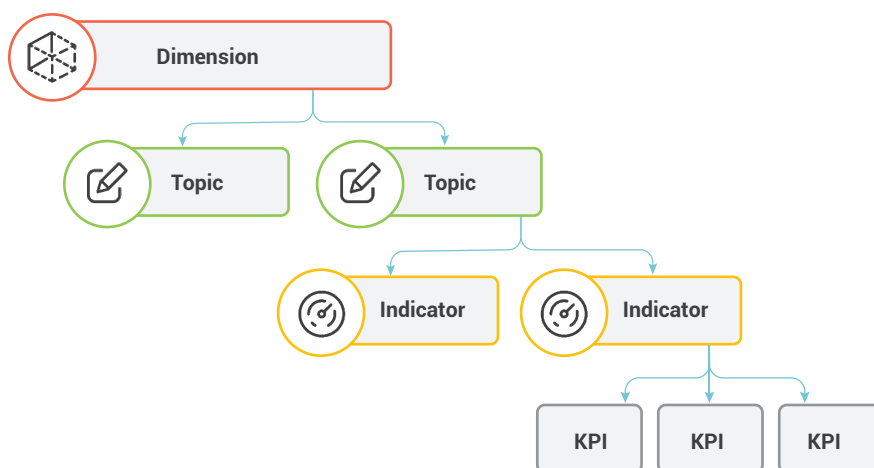 Dimension
Topic
Topic
Indicator
Indicator
KPI
KPI
KPI